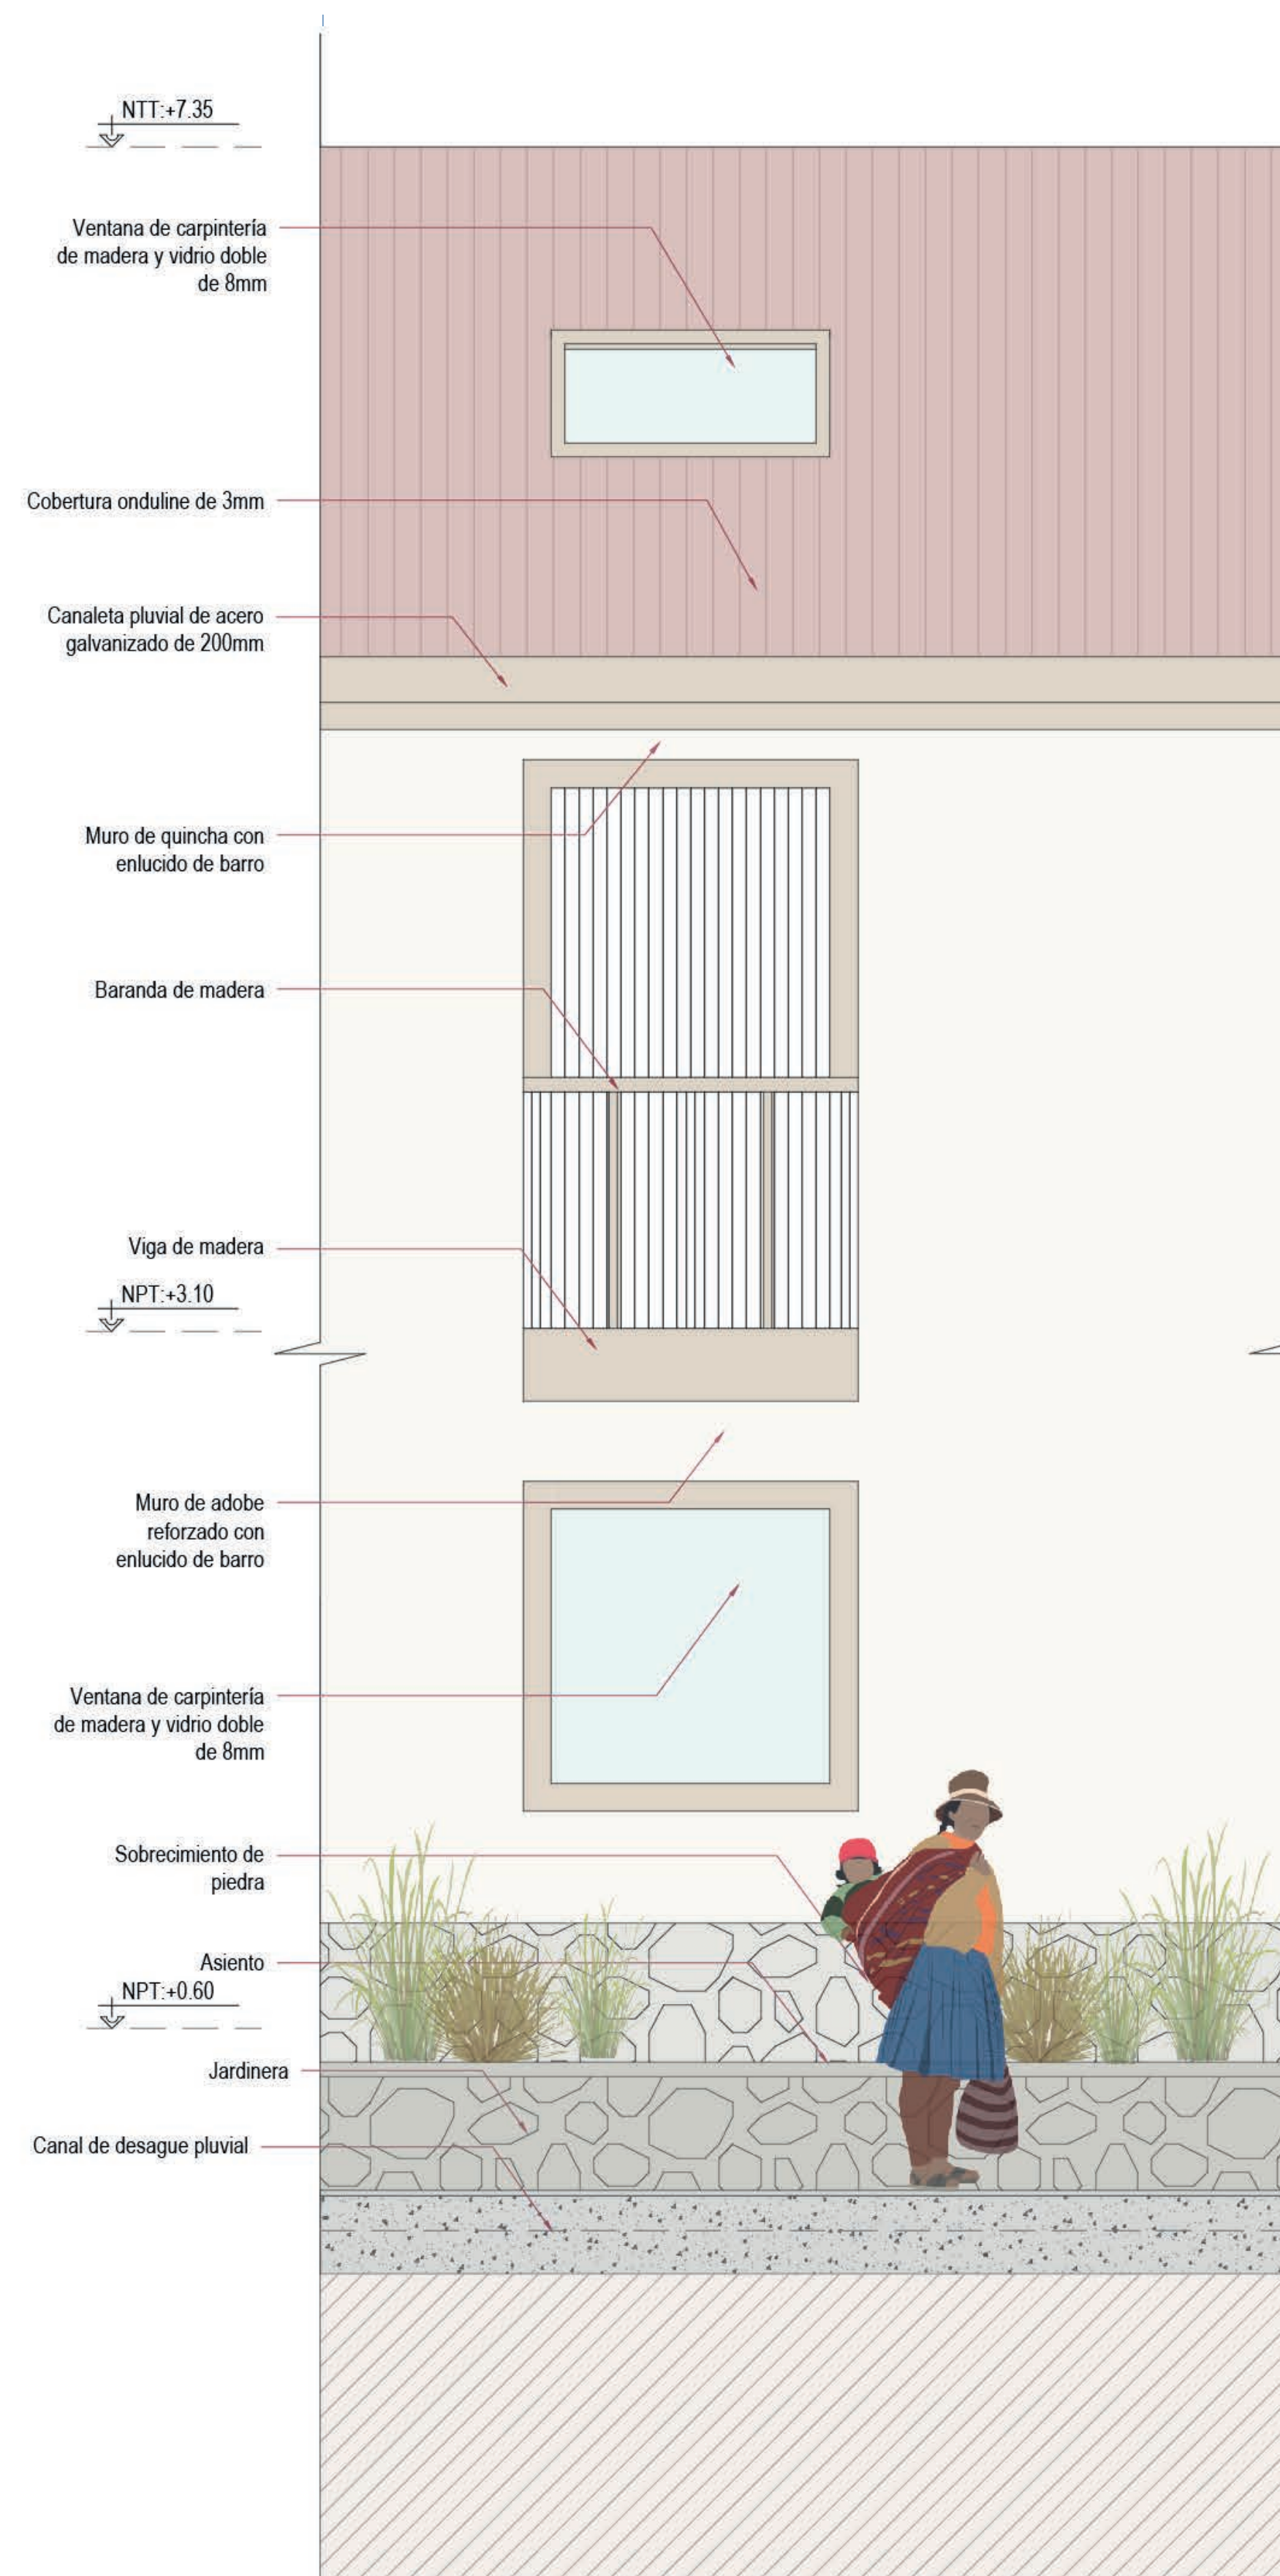 NTT:+7.35
Ventana de carpintería
de madera y vidrio doble
de 8mm
Cobertura onduline de 3mm
Canaleta pluvial de acero
galvanizado de 200mm
Muro de quincha con
enlucido de barro
Baranda de madera
Viga de madera
NPT:+3.10
Muro de adobe
reforzado con
enlucido de barro
Ventana de carpintería
de madera y vidrio doble
de 8mm
Sobrecimiento de
piedra
Asiento
NPT:+0.60
Jardinera
Canal de desague pluvial